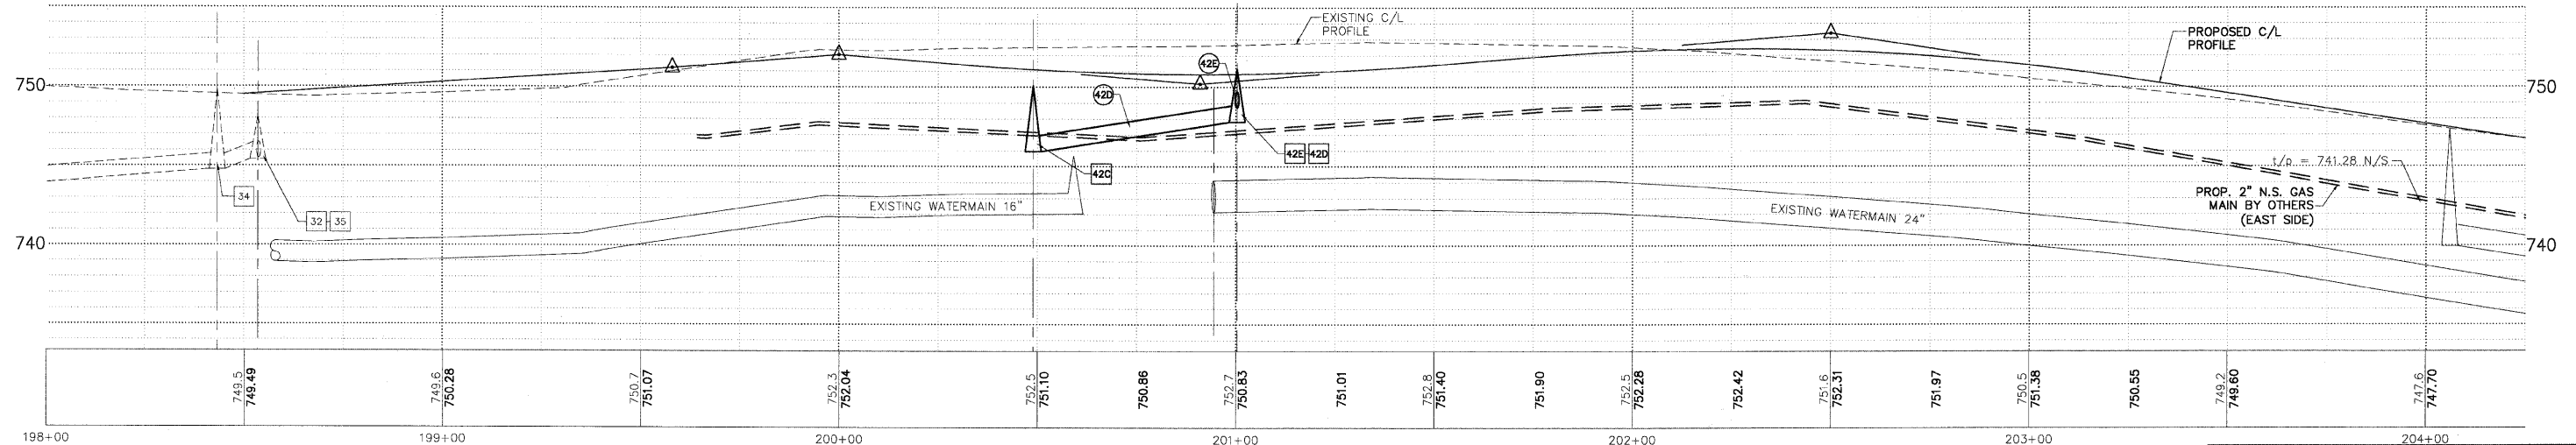 EXISTING C/L
PROFILE
PROPOSED C/L
PROFILE
750
750
42E
42D
42E
42D
42C
34
32
35
t/p = 741.28 N/S
PROP. 2" N.S. GAS
MAIN BY OTHERS
(EAST SIDE)
EXISTING WATERMAIN 16"
EXISTING WATERMAIN 24"
740
740
749.5
749.49
749.6
750.28
750.7
751.07
752.3
752.04
752.5
751.10
750.86
752.7
750.83
751.01
752.8
751.40
751.90
752.5
752.28
752.42
751.6
752.31
751.97
750.5
751.38
750.55
749.2
749.60
747.6
747.70
198+00
199+00
200+00
201+00
202+00
203+00
204+00